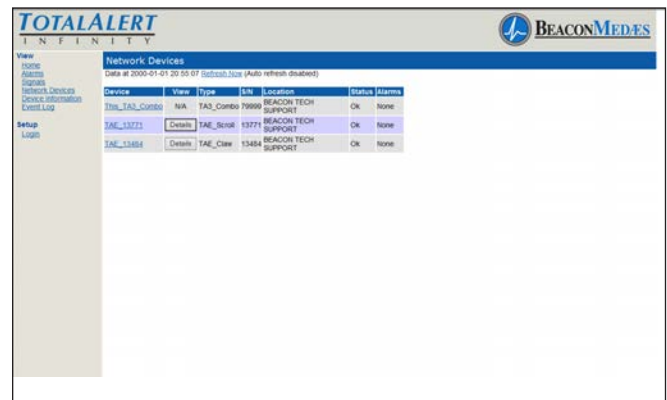 TOTALALERT
INFINITY
BEACONMEDÆS
View
Home
Alarms
Signals
Network Devices
Device Information
Event Log
Setup
Login
Network Devices
Data at 2000-01-01 20:55:07 Refresh Now (Auto refresh disabled)
Device View Type S/N Location Status Alarms
This_TA3_Combo N/A TA3_Combo 79999 BEACON TECH SUPPORT Ok None
TAE_13771 Details TAE_Scroll 13771 BEACON TECH SUPPORT Ok None
TAE_13484 Details TAE_Claw 13484 BEACON TECH SUPPORT Ok None